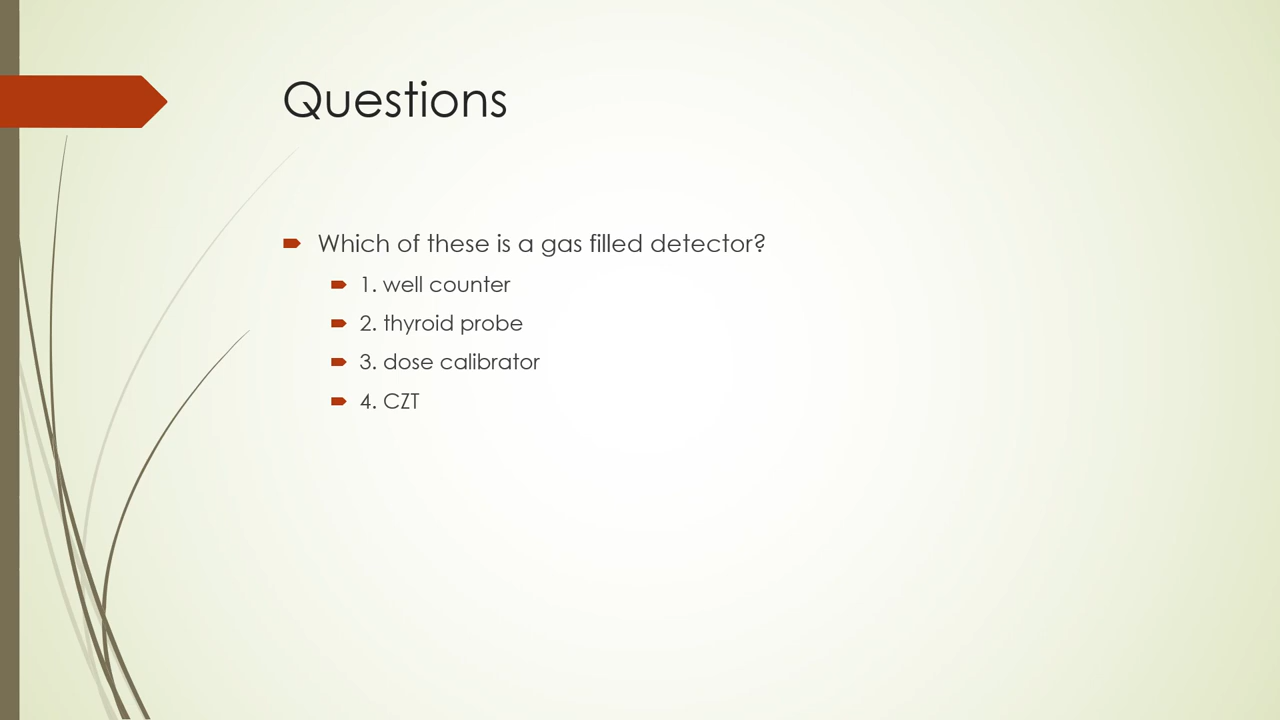 Questions
Which of these is a gas filled detector?
1. well counter
2. thyroid probe
3. dose calibrator
4. CZT